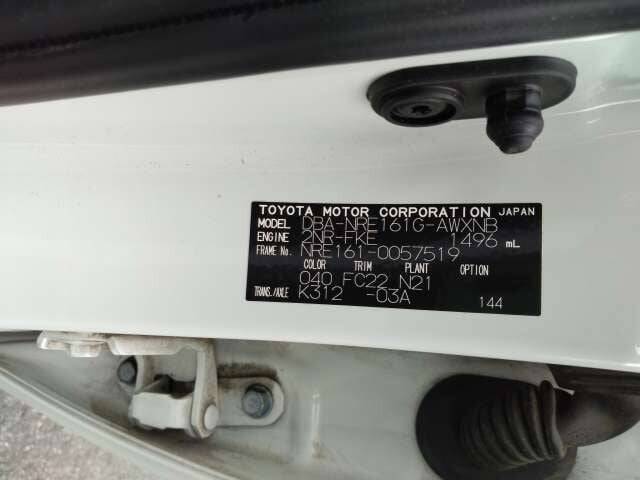 TOYOTA MOTOR CORPORATION JAPAN
MODEL DBA-NRE161G-AWXNB
ENGINE 2NR-FKE 1496 mL
FRAME No. NRE161-0057519
COLOR TRIM PLANT OPTION
040 FC22 N21
TRANS./AXLE K312 -03A
144